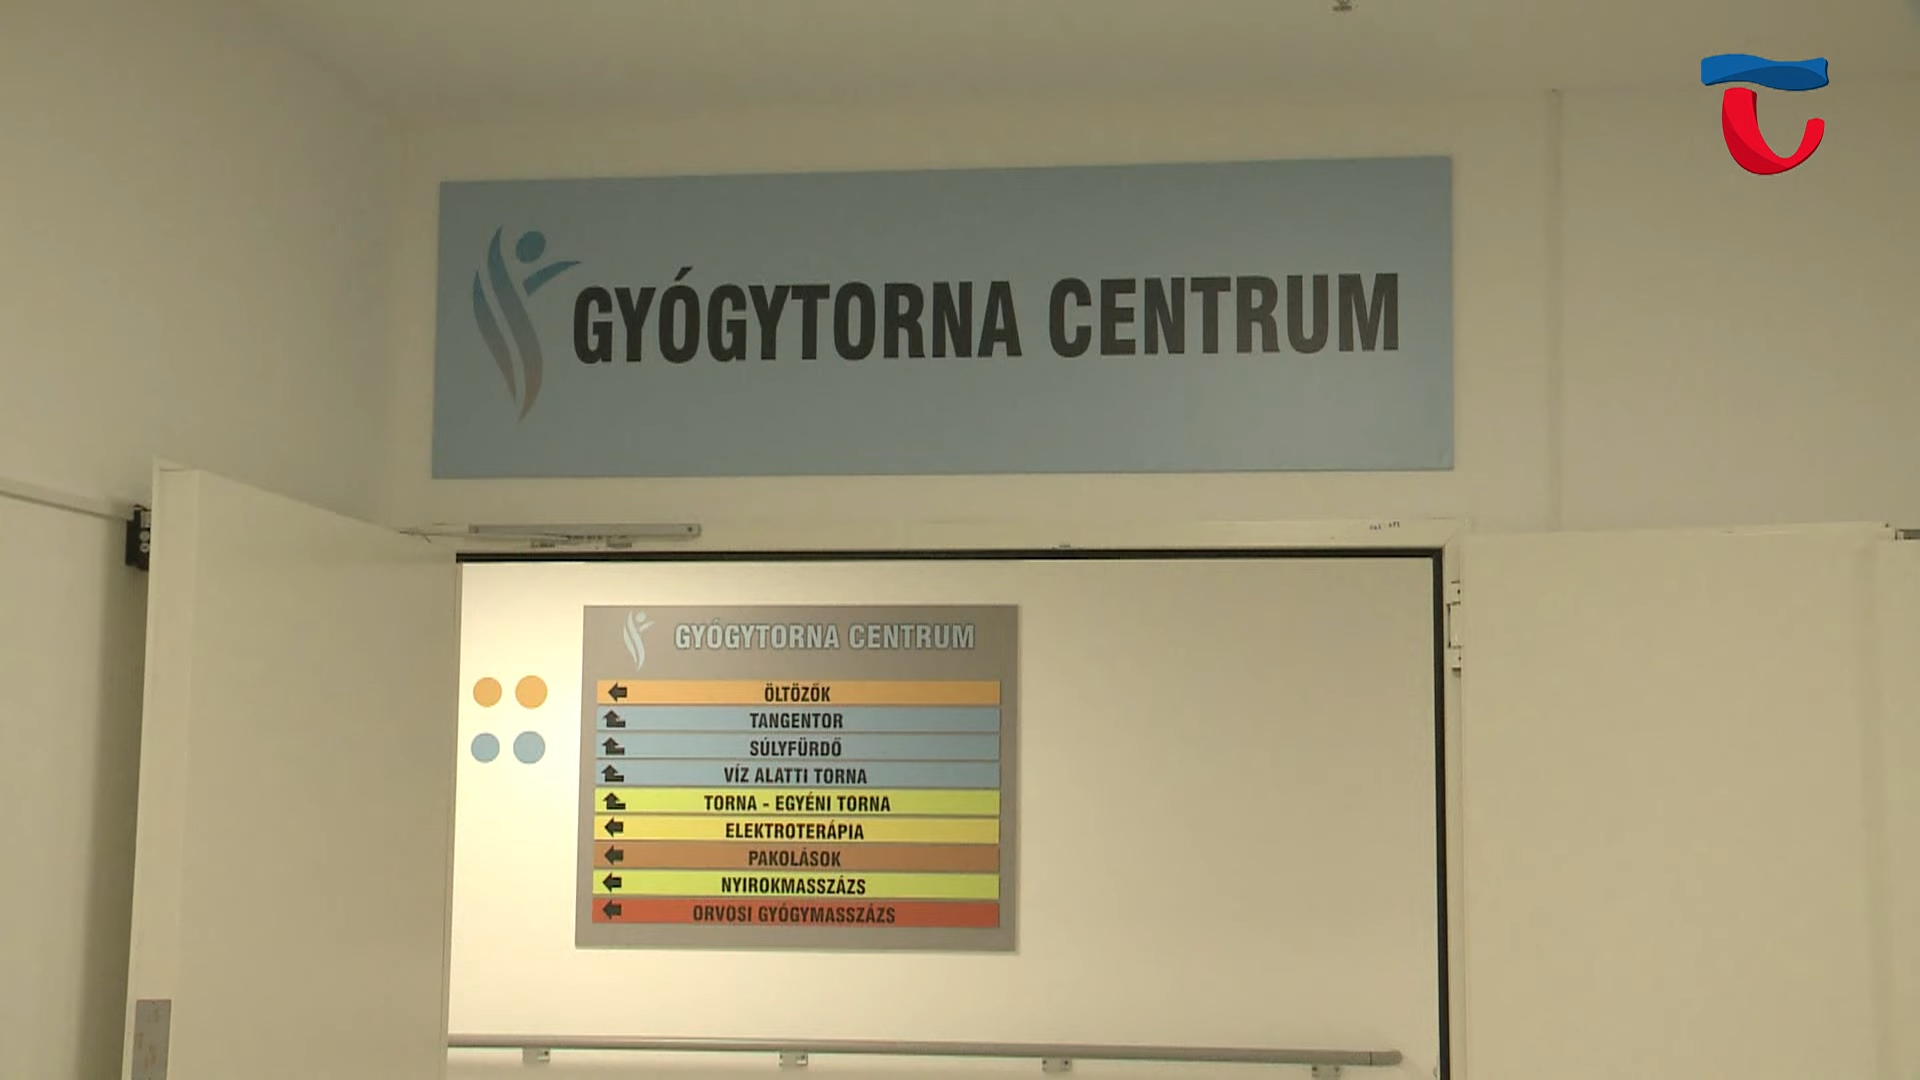 GYÓGYTORNA CENTRUM
GYÓGYTORNA CENTRUM
ÖLTÖZŐK
TANGENTOR
SÚLYFÜRDŐ
VÍZ ALATTI TORNA
TORNA - EGYÉNI TORNA
ELEKTROTERÁPIA
PAKOLÁSOK
NYIROKMASSZÁZS
ORVOSI GYÓGYMASSZÁZS